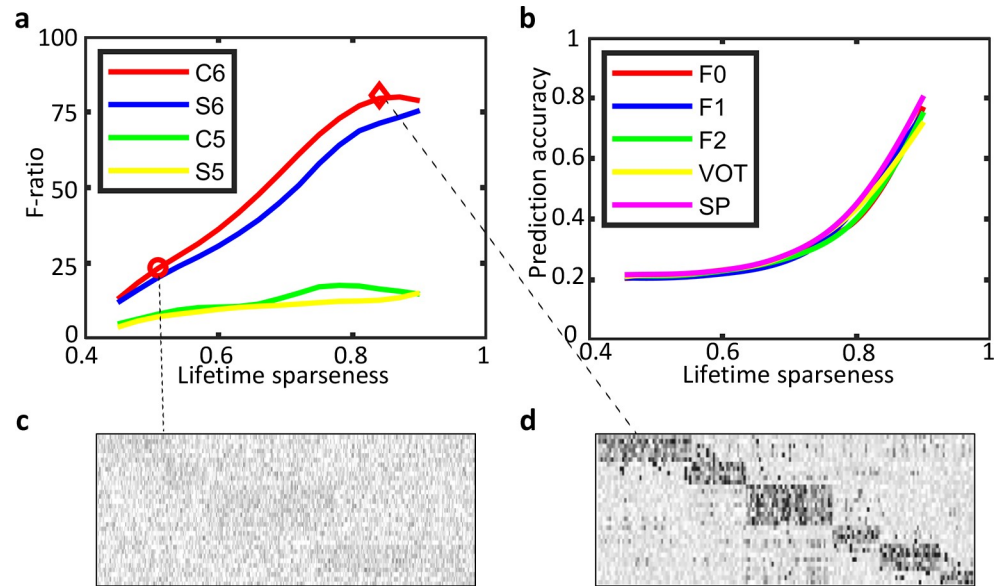 a
100
75
50
25
0
F-ratio
C6
S6
C5
S5
0.4
0.6
0.8
1
Lifetime sparseness
b
1
0.8
0.6
0.4
0.2
0
Prediction accuracy
F0
F1
F2
VOT
SP
0.4
0.6
0.8
1
Lifetime sparseness
c
d